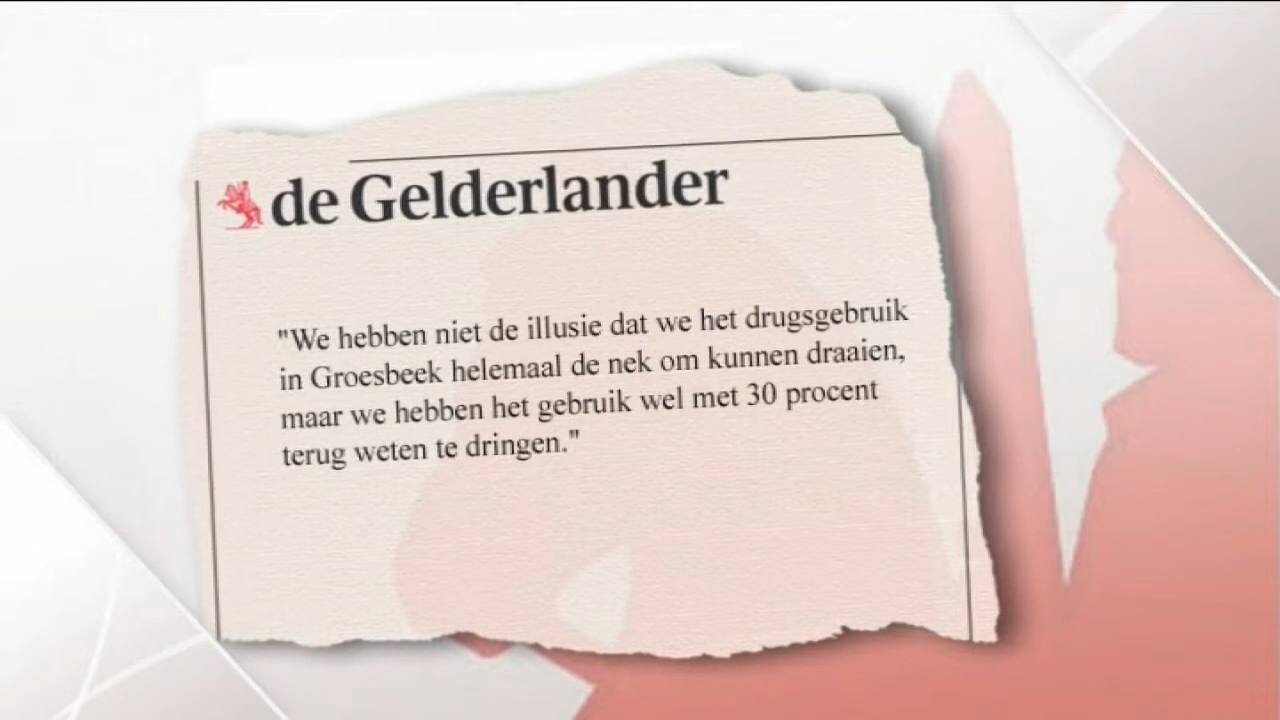 de Gelderlander
"We hebben niet de illusie dat we het drugsgebruik
in Groesbeek helemaal de nek om kunnen draaien,
maar we hebben het gebruik wel met 30 procent
terug weten te dringen."